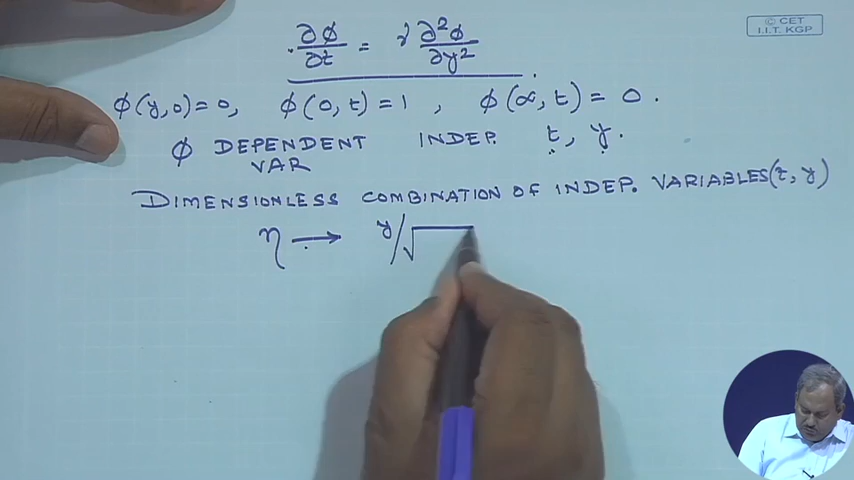 © CET
I.I.T. KGP
∂ϕ/∂t = ν ∂²ϕ/∂y²
ϕ(y,0)=0, ϕ(0,t)=1, ϕ(∞,t)=0.
ϕ DEPENDENT VAR INDEP. t, y.
DIMENSIONLESS COMBINATION OF INDEP. VARIABLES(t, y)
η → y/√